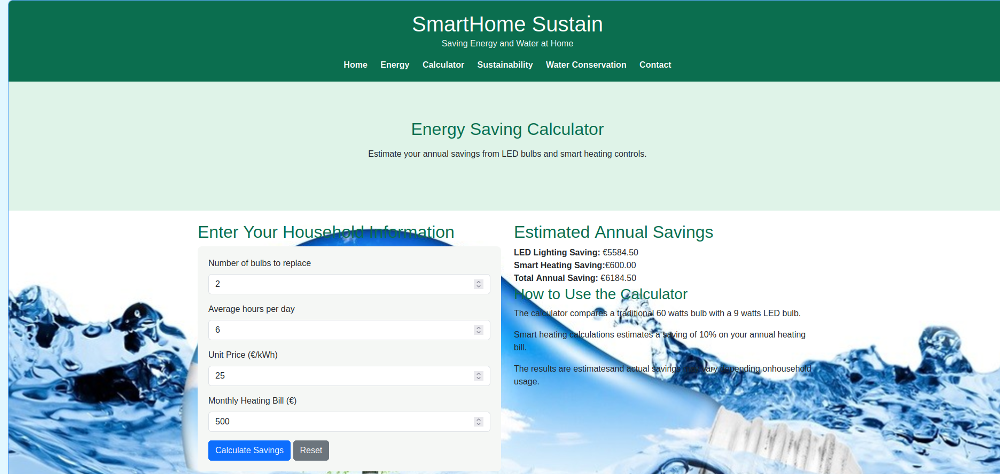 SmartHome Sustain
Saving Energy and Water at Home
Home Energy Calculator Sustainability Water Conservation Contact
Energy Saving Calculator
Estimate your annual savings from LED bulbs and smart heating controls.
Enter Your Household Information
Number of bulbs to replace
2
Average hours per day
6
Unit Price (€/kWh)
25
Monthly Heating Bill (€)
500
Calculate Savings Reset
Estimated Annual Savings
LED Lighting Saving: €5584.50
Smart Heating Saving:€600.00
Total Annual Saving: €6184.50
How to Use the Calculator
The calculator compares a traditional 60 watts bulb with a 9 watts LED bulb.
Smart heating calculations estimates a saving of 10% on your annual heating
bill.
The results are estimatesand actual savings may vary depending onhousehold
usage.